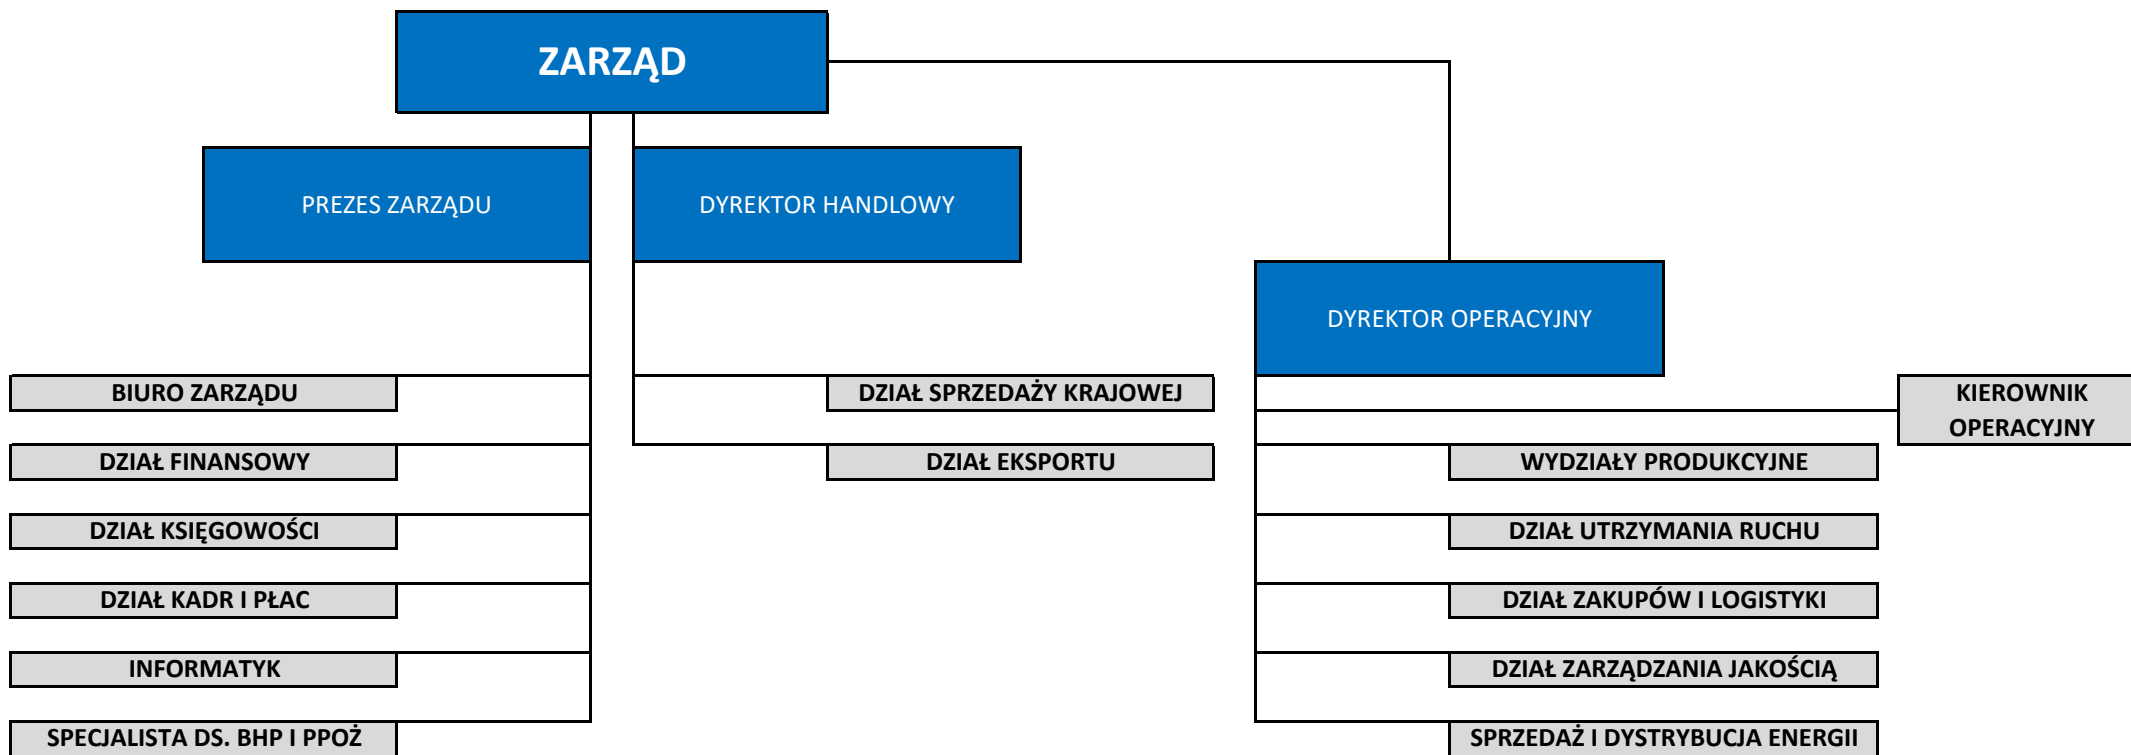 ZARZĄD
PREZES ZARZĄDU
DYREKTOR HANDLOWY
DYREKTOR OPERACYJNY
BIURO ZARZĄDU
DZIAŁ SPRZEDAŻY KRAJOWEJ
KIEROWNIK
OPERACYJNY
DZIAŁ FINANSOWY
DZIAŁ EKSPORTU
WYDZIAŁY PRODUKCYJNE
DZIAŁ KSIĘGOWOŚCI
DZIAŁ UTRZYMANIA RUCHU
DZIAŁ KADR I PŁAC
DZIAŁ ZAKUPÓW I LOGISTYKI
INFORMATYK
DZIAŁ ZARZĄDZANIA JAKOŚCIĄ
SPECJALISTA DS. BHP I PPOŻ
SPRZEDAŻ I DYSTRYBUCJA ENERGII